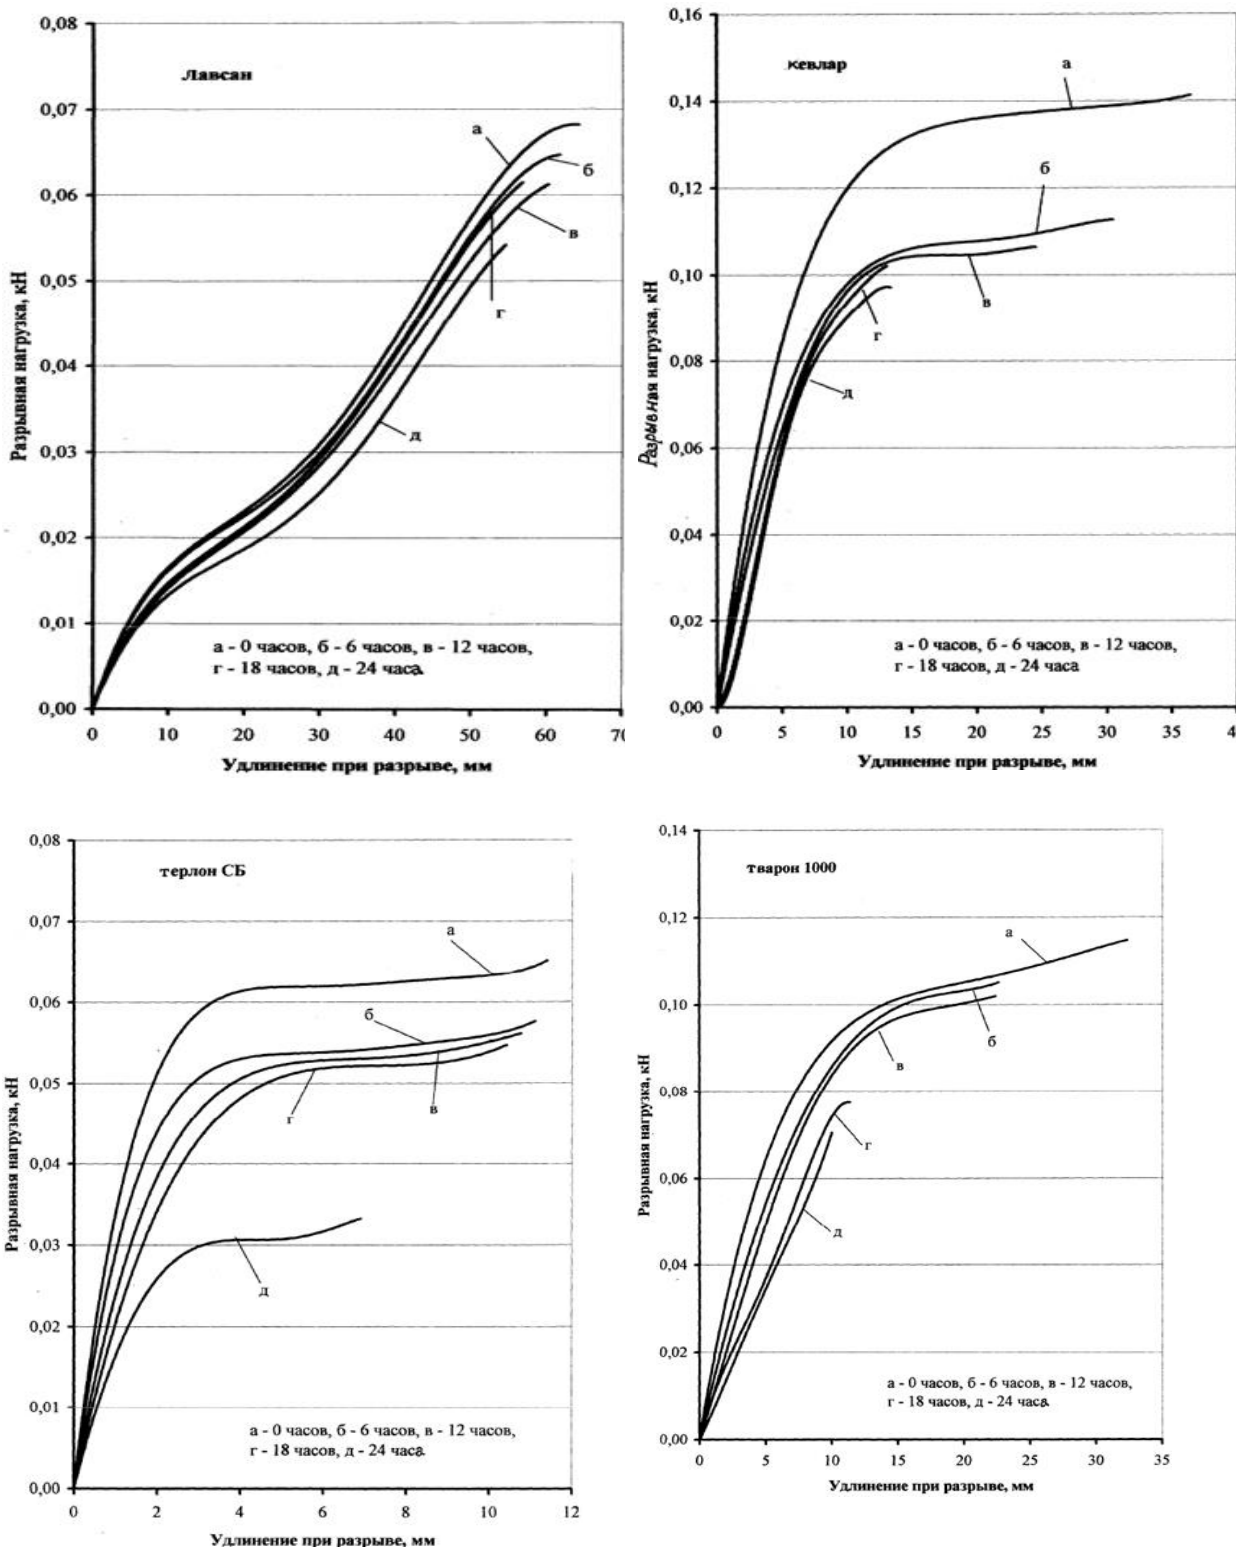 0,08
0,07
0,06
0,05
0,04
0,03
0,02
0,01
0,00
Разрывная нагрузка, кН
Лавсан
а
б
в
г
д
а - 0 часов, б - 6 часов, в - 12 часов,
г - 18 часов, д - 24 часа
0 10 20 30 40 50 60 70
Удлинение при разрыве, мм
0,16
0,14
0,12
0,10
0,08
0,06
0,04
0,02
0,00
Разрывная нагрузка, кН
кевлар
а
б
в
г
д
а - 0 часов, б - 6 часов, в - 12 часов,
г - 18 часов, д - 24 часа
0 5 10 15 20 25 30 35
Удлинение при разрыве, мм
0,08
0,07
0,06
0,05
0,04
0,03
0,02
0,01
0,00
Разрывная нагрузка, кН
терлон СБ
а
б
в
г
д
а - 0 часов, б - 6 часов, в - 12 часов,
г - 18 часов, д - 24 часа
0 2 4 6 8 10 12
Удлинение при разрыве, мм
0,14
0,12
0,10
0,08
0,06
0,04
0,02
0,00
Разрывная нагрузка, кН
тварон 1000
а
б
в
г
д
а - 0 часов, б - 6 часов, в - 12 часов,
г - 18 часов, д - 24 часа
0 5 10 15 20 25 30 35
Удлинение при разрыве, мм